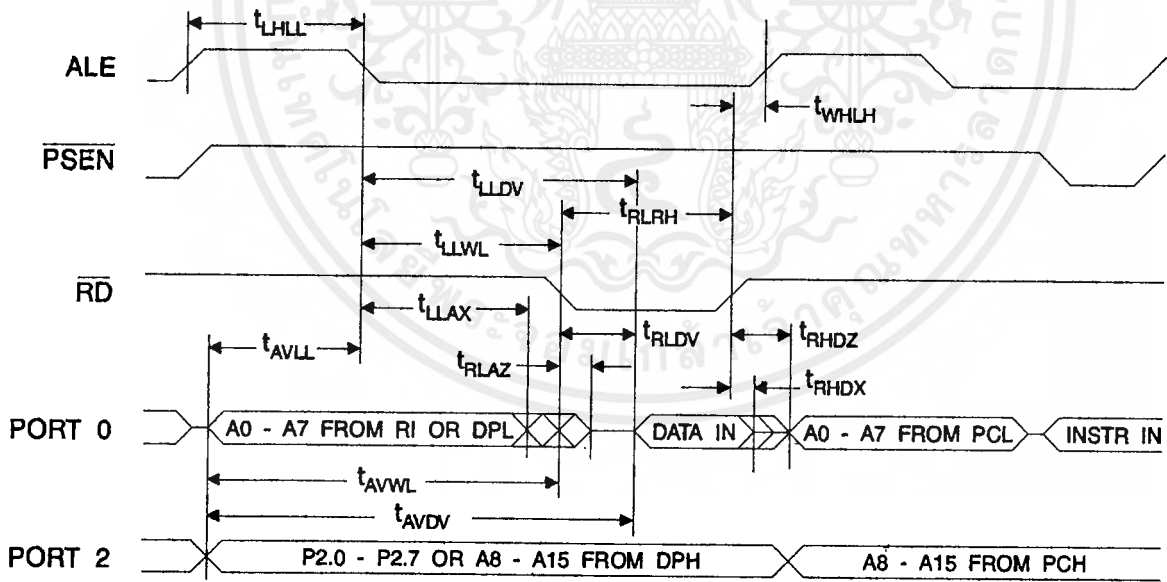 tLHLL
ALE
tWHLH
PSEN
tLLDV
tRLRH
tLLWL
RD
tLLAX
tRLDV
tRHDZ
tAVLL
tRLAZ
tRHDX
PORT 0
A0 - A7 FROM RI OR DPL
DATA IN
A0 - A7 FROM PCL
INSTR IN
tAVWL
tAVDV
PORT 2
P2.0 - P2.7 OR A8 - A15 FROM DPH
A8 - A15 FROM PCH